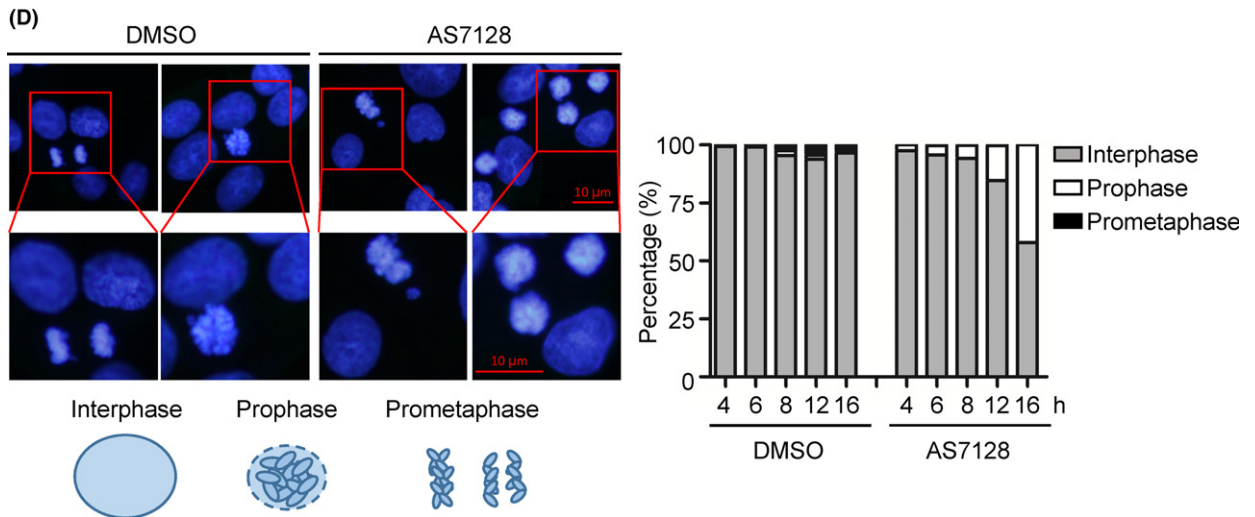 (D)
DMSO
AS7128
10 μm
10 μm
Interphase
Prophase
Prometaphase
Percentage (%)
100
75
50
25
0
4 6 8 12 16 4 6 8 12 16 h
DMSO
AS7128
Interphase
Prophase
Prometaphase